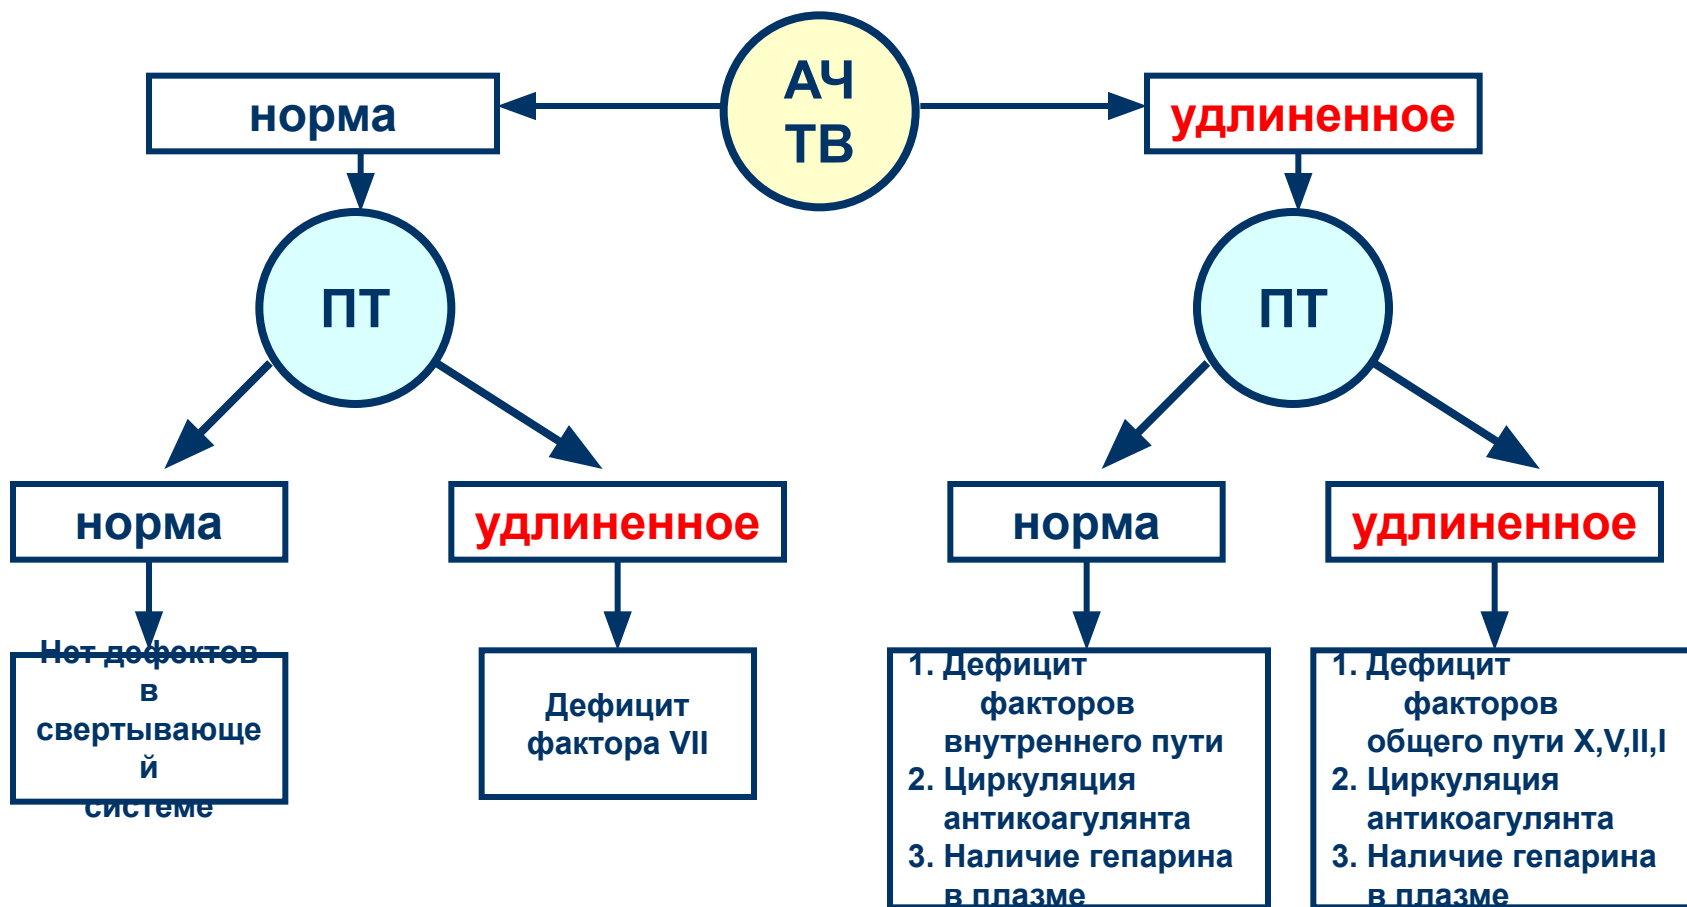 АЧ
ТВ
норма
удлиненное
ПТ
ПТ
норма
удлиненное
норма
удлиненное
Нет дефектов
в
свертывающе
й
системе
Дефицит
фактора VII
1. Дефицит
факторов
внутреннего пути
2. Циркуляция
антикоагулянта
3. Наличие гепарина
в плазме
1. Дефицит
факторов
общего пути X,V,II,I
2. Циркуляция
антикоагулянта
3. Наличие гепарина
в плазме